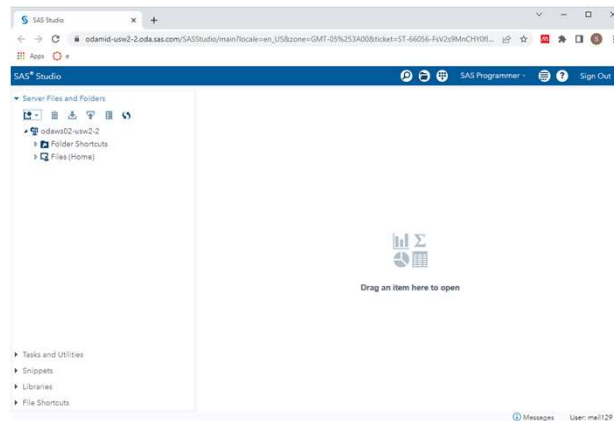 SAS Studio
odamid-usw2-2.oda.sas.com/SASStudio/main?locale=en_US&zone=GMT-05%253A00&ticket=ST-66056-FsV2s9MnCHY0fl...
Apps
e
SAS® Studio
SAS Programmer
Sign Out
Server Files and Folders
odaws02-usw2-2
Folder Shortcuts
Files (Home)
Drag an item here to open
Tasks and Utilities
Snippets
Libraries
File Shortcuts
Messages
User: mell129